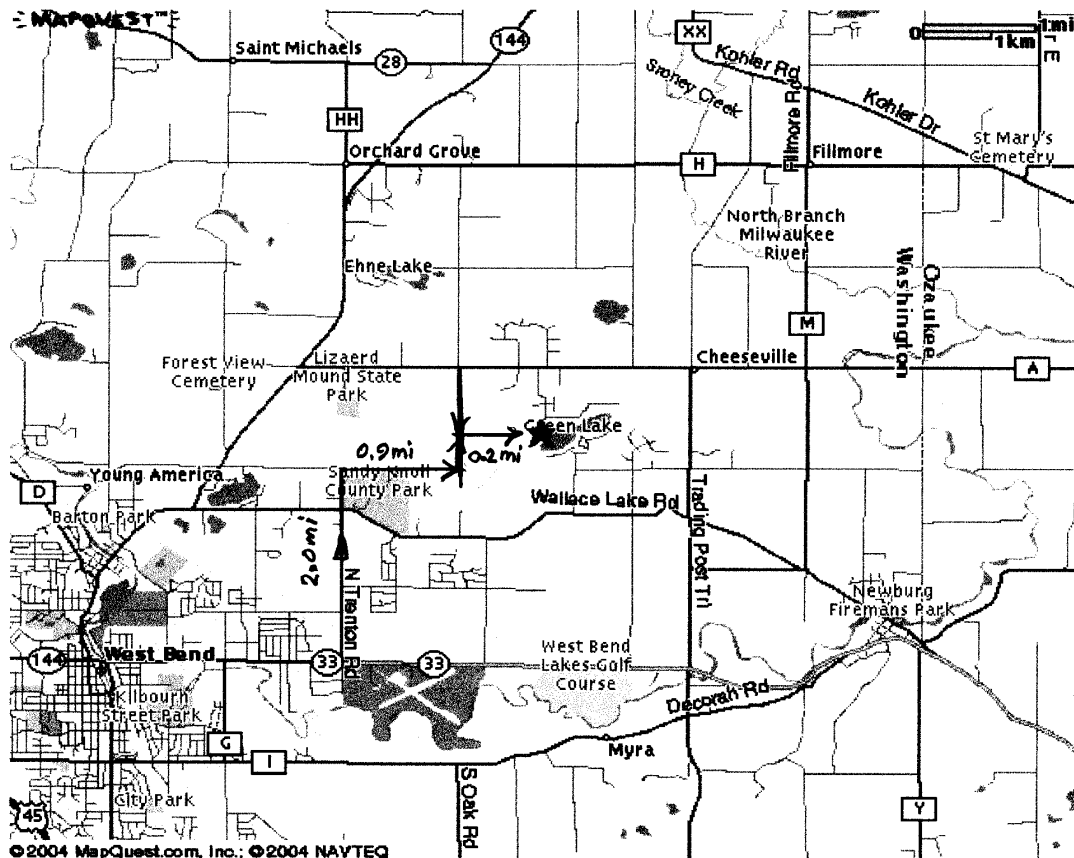 MAPQUEST™
144
XX
0 1mi
1km
Saint Michaels
28
Kohler Rd
Stoney Creek
Kohler Dr
HH
Fillmore Rd
Orchard Grove
H
Fillmore
St Mary's
Cemetery
North Branch
Milwaukee
River
Ehne Lake
Ozaukee
Washington
M
Lizaerd
Mound State
Park
Forest View
Cemetery
Cheeseville
A
Green Lake
0.9mi
0.2mi
Sandy Knoll
County Park
Young America
D
Barton Park
Wallace Lake Rd
Trading Post Trl
2.0mi
N Trenton Rd
Newburg
Firemans Park
West Bend
144
33
33
West Bend
Lakes Golf
Course
Kilbourn
Street Park
Decorah Rd
G
I
Myra
S Oak Rd
City Park
45
Y
©2004 MapQuest.com, Inc.; ©2004 NAVTEQ